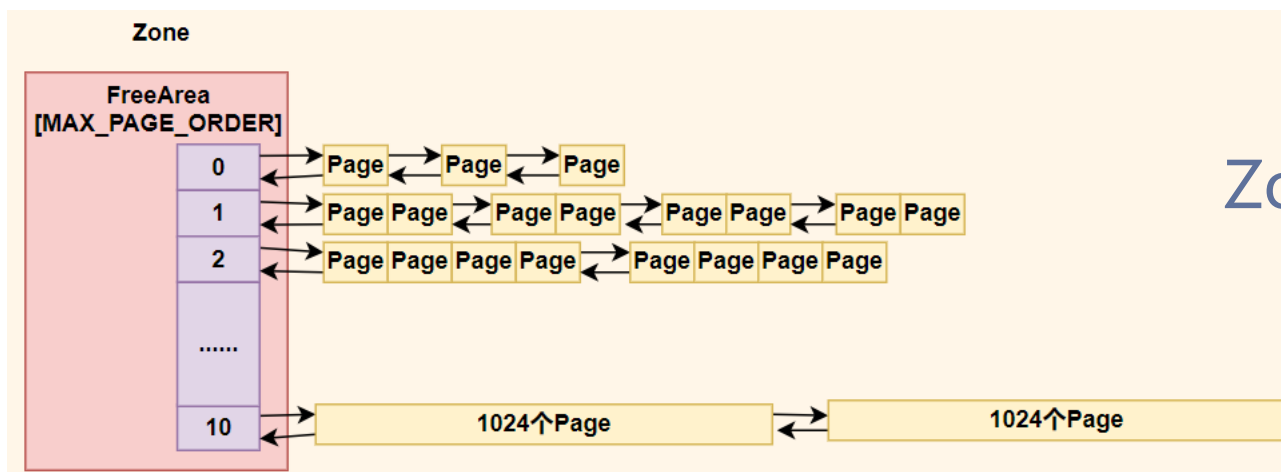 Zone
FreeArea
[MAX_PAGE_ORDER]
0 Page Page Page
1 Page Page Page Page Page Page Page Page
2 Page Page Page Page Page Page Page Page
......
10 1024个Page 1024个Page